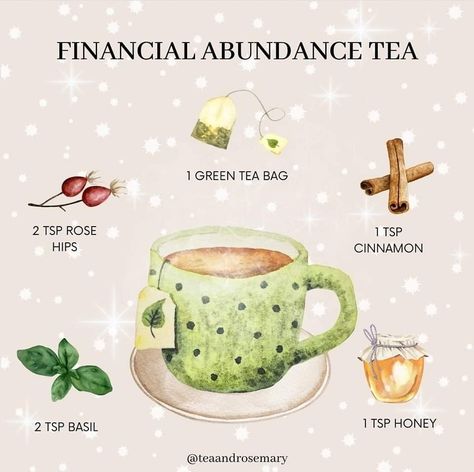 FINANCIAL ABUNDANCE TEA
1 GREEN TEA BAG
2 TSP ROSE
HIPS
1 TSP
CINNAMON
2 TSP BASIL
1 TSP HONEY
@teaandrosemary